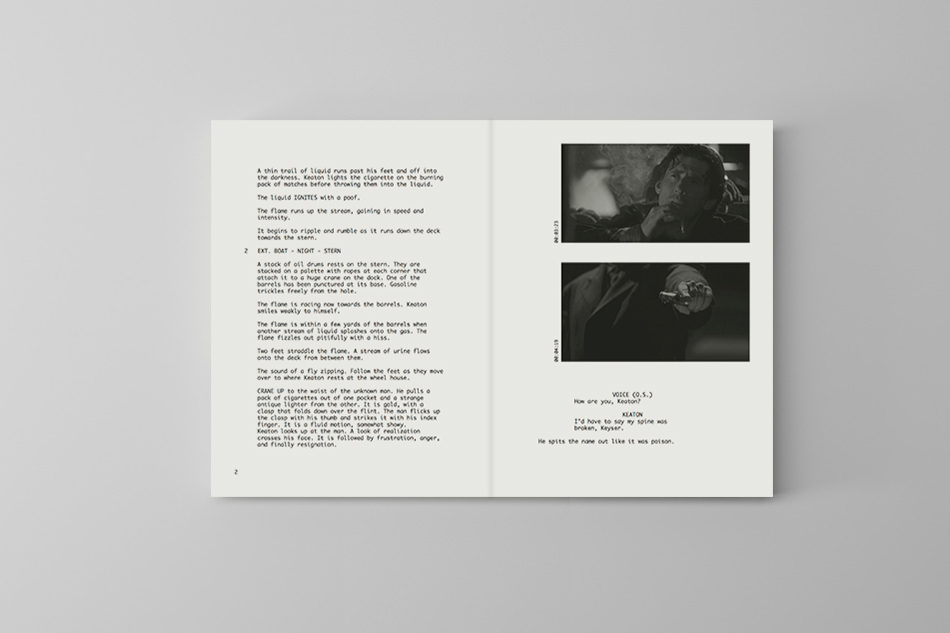 A thin trail of liquid runs past his feet and off into
the darkness. Keaton lights the cigarette on the burning
pack of matches before throwing them into the liquid.
The liquid IGNITES with a poof.
The flame runs up the stream, gaining in speed and
intensity.
It begins to ripple and rumble as it runs down the deck
towards the stern.
2 EXT. BOAT - NIGHT - STERN
A stack of oil drums rests on the stern. They are
stacked on a palette with ropes at each corner that
attach it to a huge crane on the dock. One of the
barrels has been punctured at its base. Gasoline
trickles freely from the hole.
The flame is racing now towards the barrels. Keaton
smiles weakly to himself.
The flame is within a few yards of the barrels when
another stream of liquid splashes onto the gas. The
flame fizzles out pitifully with a hiss.
Two feet straddle the flame. A stream of urine flows
onto the deck from between them.
The sound of a fly zipping. Follow the feet as they move
over to where Keaton rests at the wheel house.
CRANE UP to the waist of the unknown man. He pulls a
pack of cigarettes out of one pocket and a strange
antique lighter from the other. It is gold, with a
clasp that folds down over the flint. The man flicks up
the clasp with his thumb and strikes it with his index
finger. It is a fluid motion, somewhat showy.
Keaton looks up at the man. A look of realization
crosses his face. It is followed by frustration, anger,
and finally resignation.
2
00:03:23
00:04:19
VOICE (O.S.)
How are you, Keaton?
KEATON
I'd have to say my spine was
broken, Keyser.
He spits the name out like it was poison.